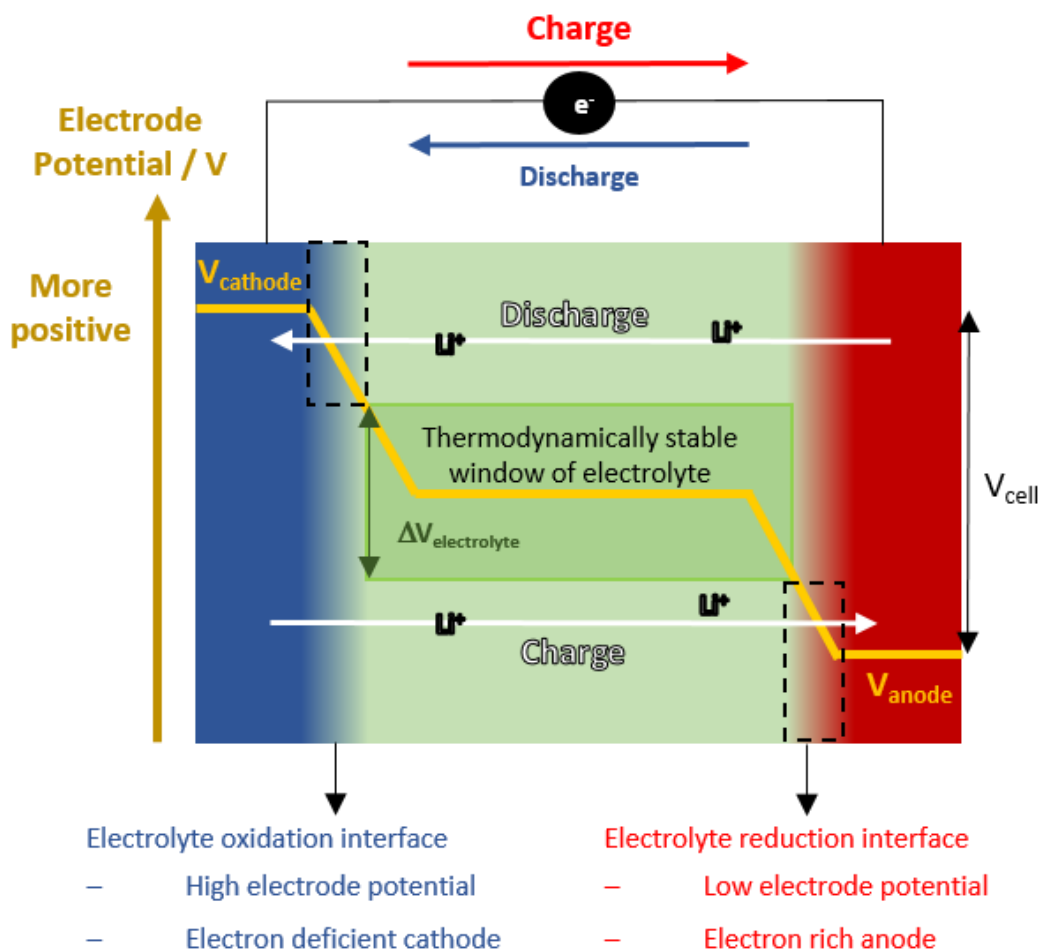 Charge
e-
Discharge
Electrode
Potential / V
More
positive
Vcathode
Discharge
Li+
Li+
Thermodynamically stable
window of electrolyte
ΔVelectrolyte
Vcell
Li+
Li+
Charge
Vanode
Electrolyte oxidation interface
– High electrode potential
– Electron deficient cathode
Electrolyte reduction interface
– Low electrode potential
– Electron rich anode